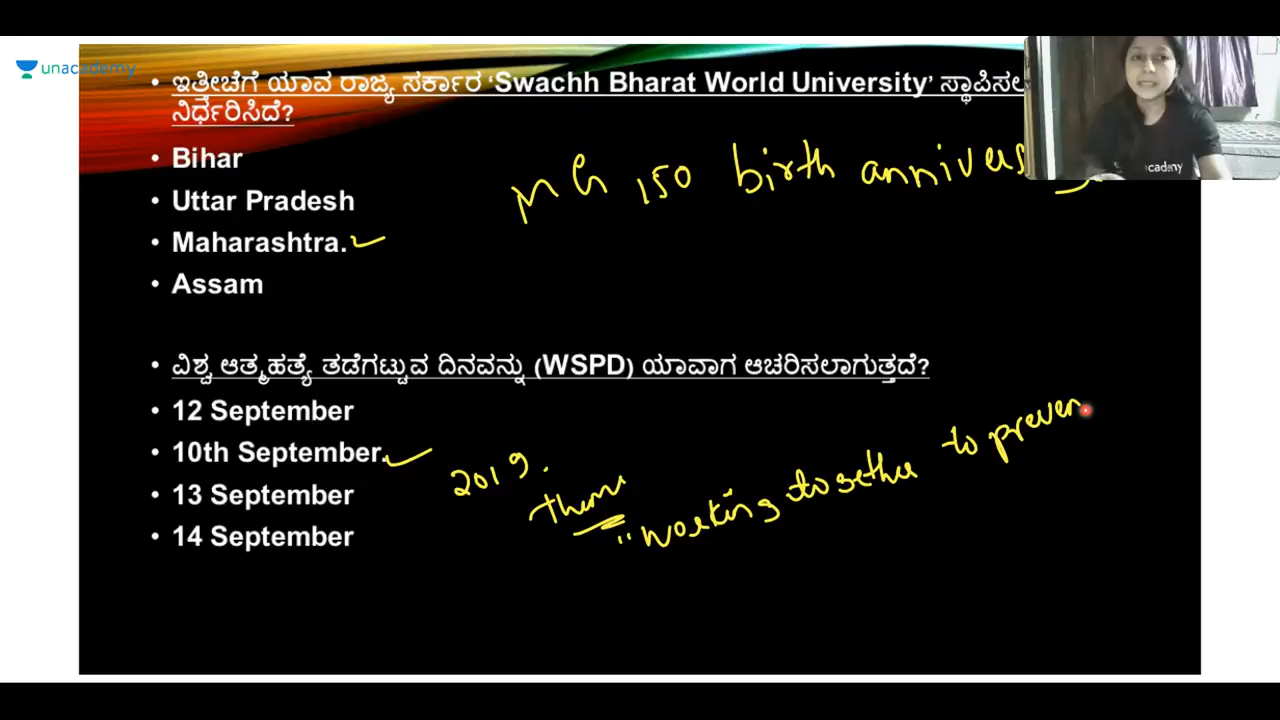 unacademy
• ಇತ್ತೀಚೆಗೆ ಯಾವ ರಾಜ್ಯ ಸರ್ಕಾರ ‘Swachh Bharat World University’ ಸ್ಥಾಪಿಸಲ
ನಿರ್ಧರಿಸಿದೆ?
• Bihar
MG 150 birth annivers
• Uttar Pradesh
• Maharashtra.
• Assam
• ವಿಶ್ವ ಆತ್ಮಹತ್ಯೆ ತಡೆಗಟ್ಟುವ ದಿನವನ್ನು (WSPD) ಯಾವಾಗ ಆಚರಿಸಲಾಗುತ್ತದೆ?
• 12 September
• 10th September.
• 13 September
• 14 September
2019.
Theme
"Working together to preven